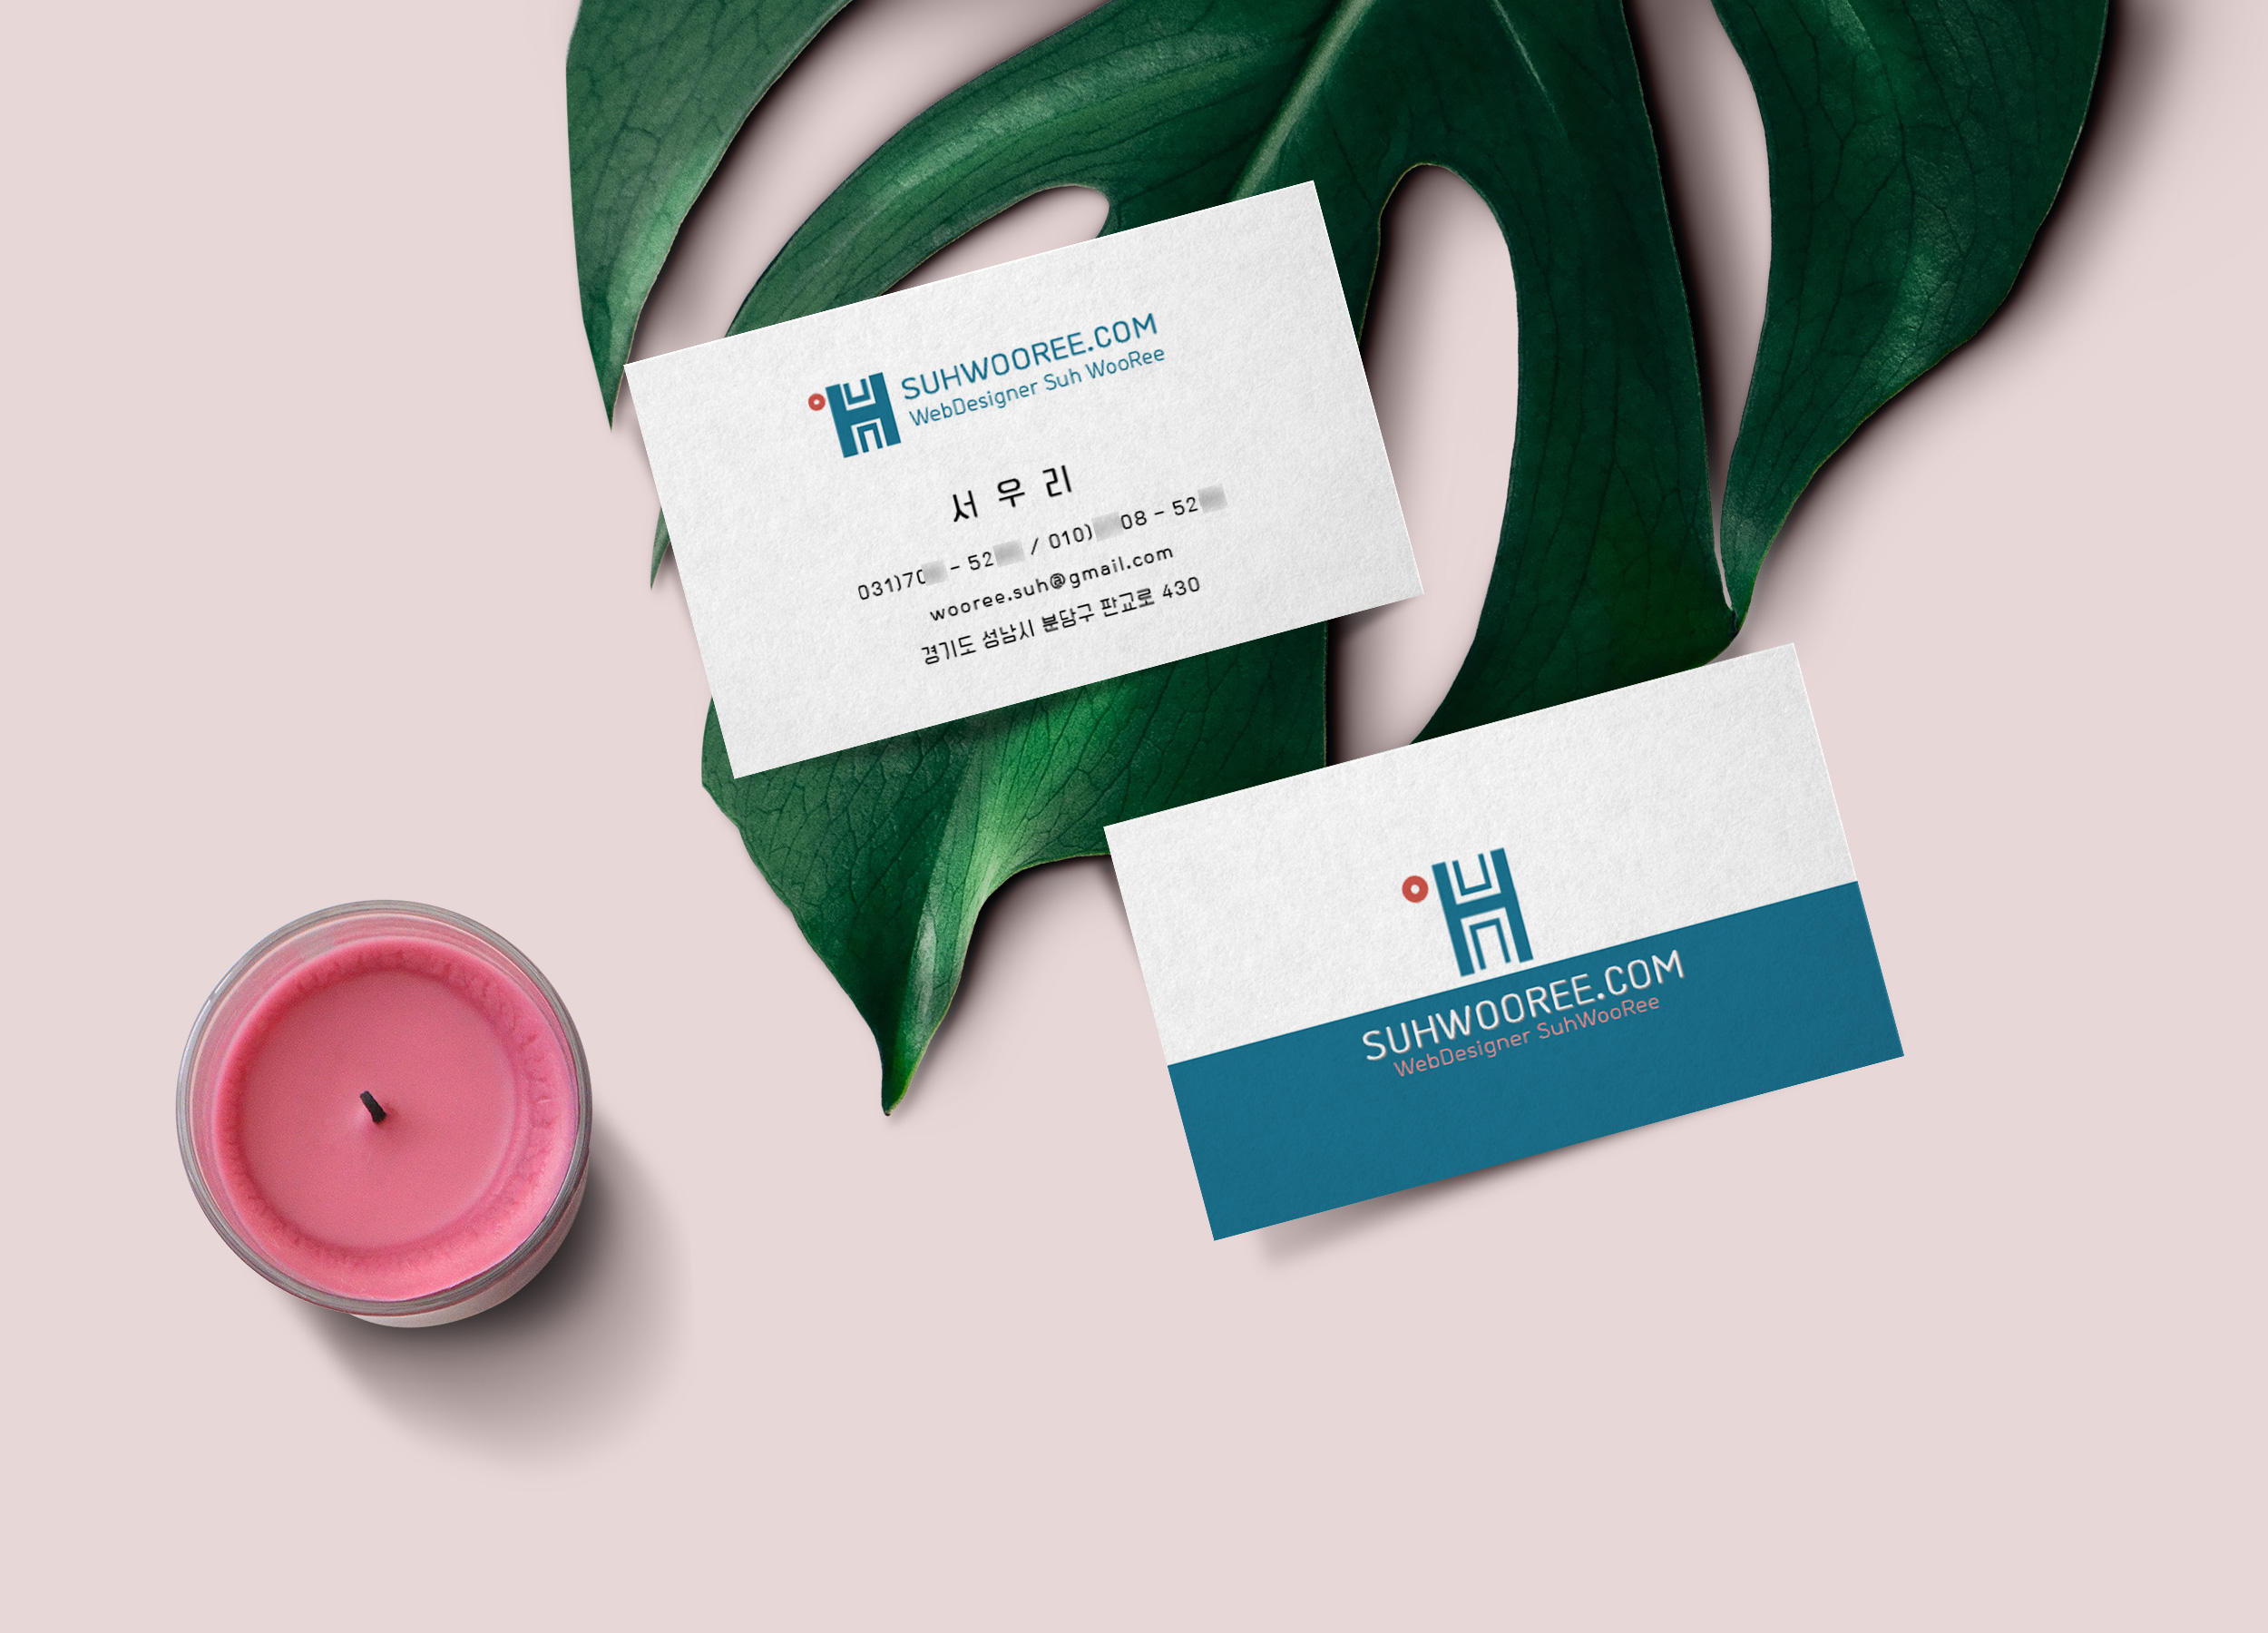 SUHWOOREE.COM
WebDesigner Suh WooRee
서우리
031)70 - 52 / 010) 08 - 52
wooree.suh@gmail.com
경기도 성남시 분당구 판교로 430
SUHWOOREE.COM
WebDesigner SuhWooRee